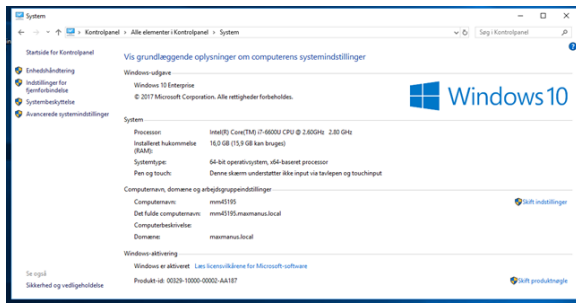 System
Kontrolpanel > Alle elementer i Kontrolpanel > System
Søg i Kontrolpanel
Startside for Kontrolpanel
Enhedshåndtering
Indstillinger for
fjernforbindelse
Systembeskyttelse
Avancerede systemindstillinger
Vis grundlæggende oplysninger om computerens systemindstillinger
Windows-udgave
Windows 10 Enterprise
© 2017 Microsoft Corporation. Alle rettigheder forbeholdes.
Windows 10
System
Processor: Intel(R) Core(TM) i7-6600U CPU @ 2.60GHz 2.80 GHz
Installeret hukommelse
(RAM): 16,0 GB (15,9 GB kan bruges)
Systemtype: 64-bit operativsystem, x64-baseret processor
Pen og touch: Denne skærm understøtter ikke input via tavlepen og touchinput
Computernavn, domæne og arbejdsgruppeindstillinger
Computernavn: mm45195
Skift indstillinger
Det fulde computernavn: mm45195.maxmanus.local
Computerbeskrivelse:
Domæne: maxmanus.local
Windows-aktivering
Windows er aktiveret Læs licensvilkårene for Microsoft-software
Produkt-id: 00329-10000-00002-AA187
Skift produktnøgle
Se også
Sikkerhed og vedligeholdelse